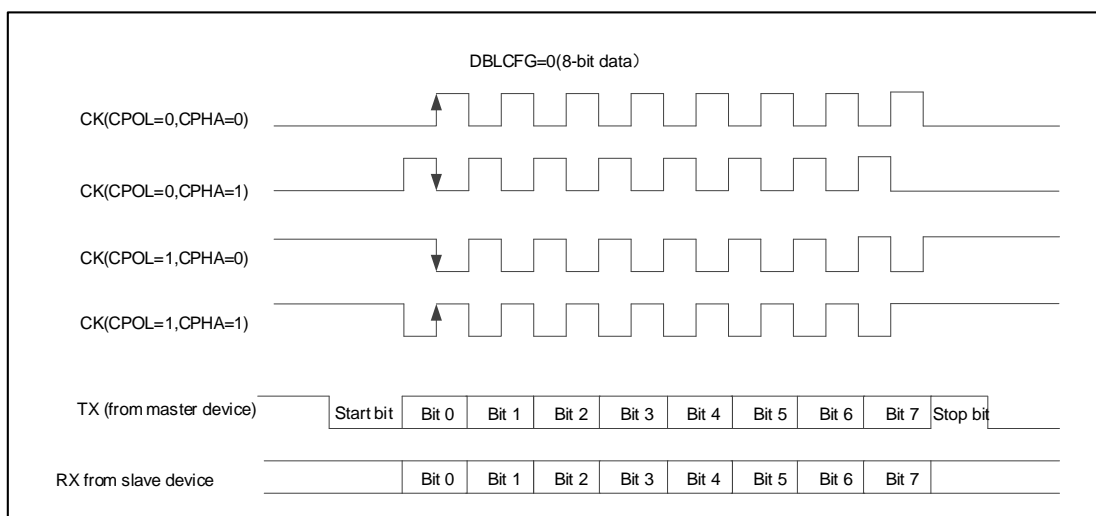 DBLCFG=0(8-bit data）
CK(CPOL=0,CPHA=0)
CK(CPOL=0,CPHA=1)
CK(CPOL=1,CPHA=0)
CK(CPOL=1,CPHA=1)
TX (from master device) Start bit Bit 0 Bit 1 Bit 2 Bit 3 Bit 4 Bit 5 Bit 6 Bit 7 Stop bit
RX from slave device Bit 0 Bit 1 Bit 2 Bit 3 Bit 4 Bit 5 Bit 6 Bit 7